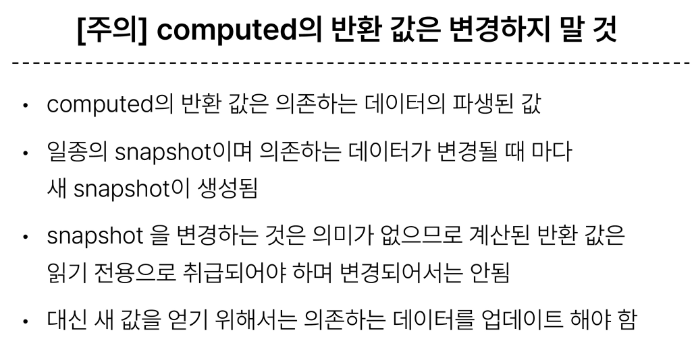 [주의] computed의 반환 값은 변경하지 말 것
• computed의 반환 값은 의존하는 데이터의 파생된 값
• 일종의 snapshot이며 의존하는 데이터가 변경될 때 마다
새 snapshot이 생성됨
• snapshot 을 변경하는 것은 의미가 없으므로 계산된 반환 값은
읽기 전용으로 취급되어야 하며 변경되어서는 안됨
• 대신 새 값을 얻기 위해서는 의존하는 데이터를 업데이트 해야 함